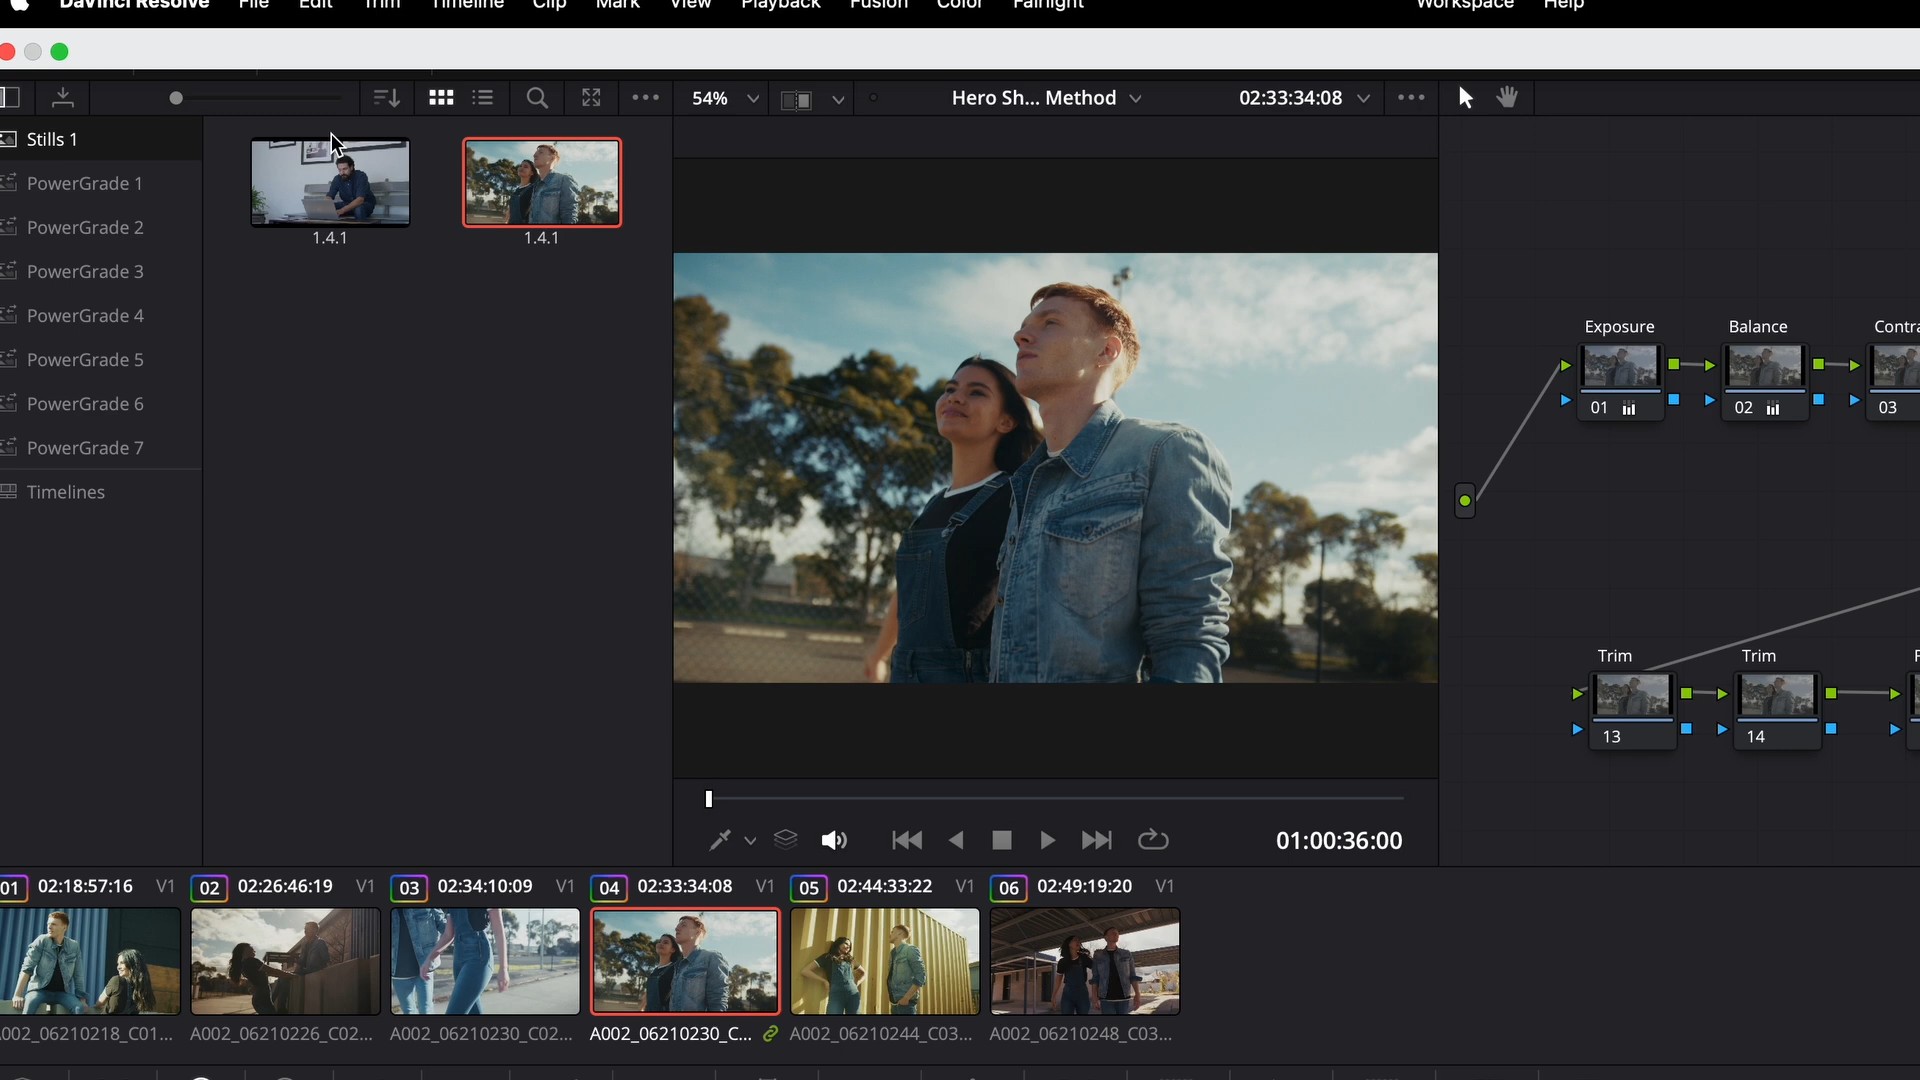 DaVinci Resolve File Edit Trim Timeline Clip Mark View Playback Fusion Color Fairlight Workspace Help
54% Hero Sh... Method 02:33:34:08
Stills 1
PowerGrade 1
PowerGrade 2
PowerGrade 3
PowerGrade 4
PowerGrade 5
PowerGrade 6
PowerGrade 7
Timelines
1.4.1 1.4.1
Exposure Balance Contra
01 02 03
Trim Trim
13 14
01:00:36:00
01 02:18:57:16 V1 02 02:26:46:19 V1 03 02:34:10:09 V1 04 02:33:34:08 V1 05 02:44:33:22 V1 06 02:49:19:20 V1
A002_06210218_C01... A002_06210226_C02... A002_06210230_C02... A002_06210230_C... A002_06210244_C03... A002_06210248_C03...